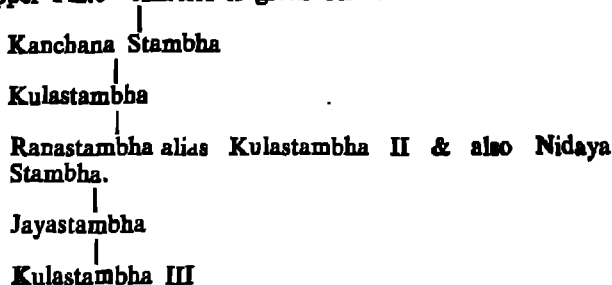 Kanchana Stambha
Kulastambha
Ranastambha alias Kulastambha II & also Nidaya
Stambha.
Jayastambha
Kulastambha III